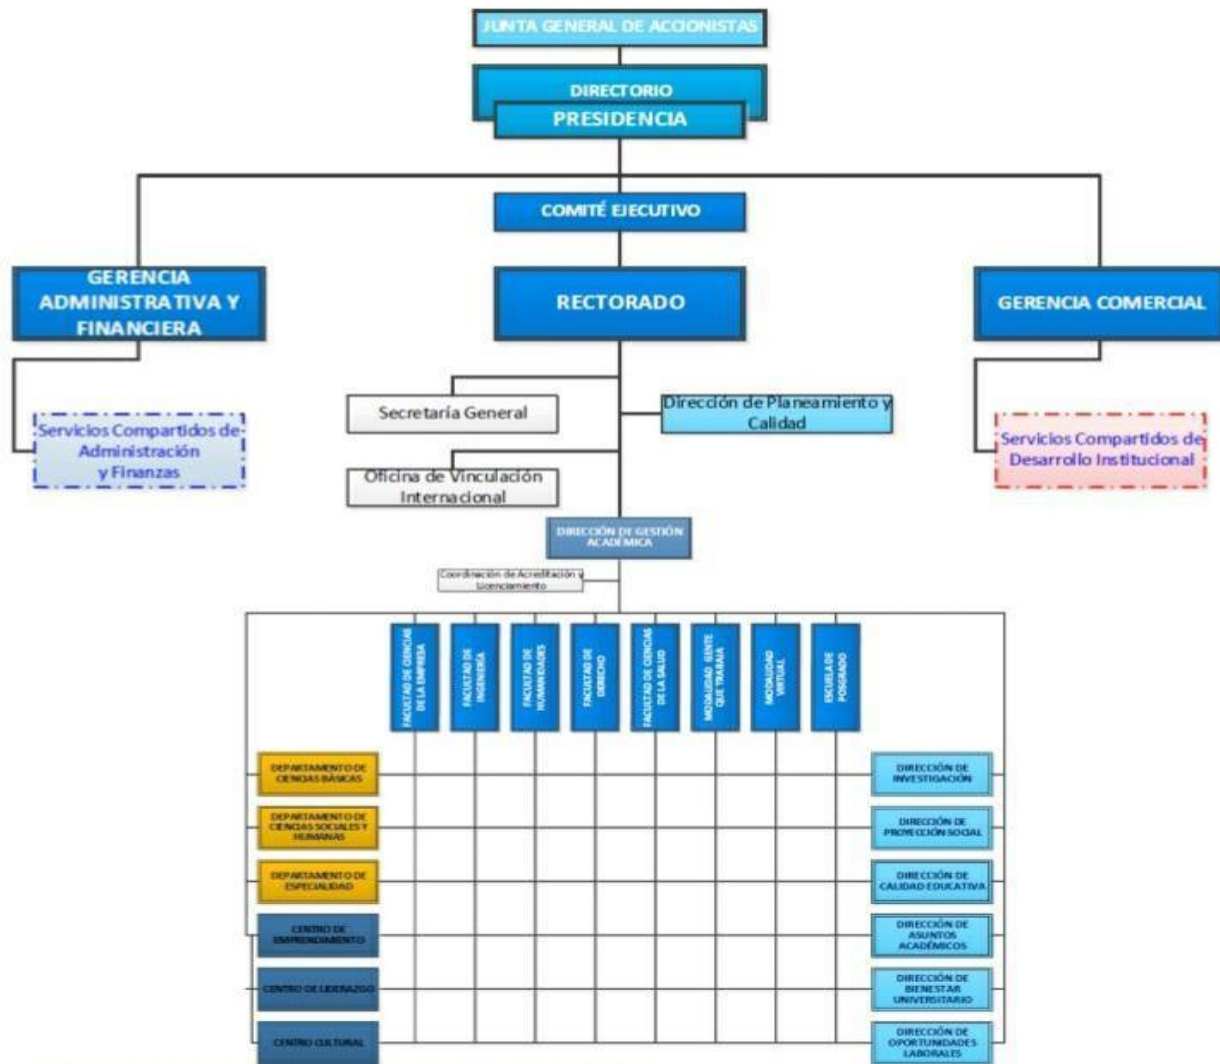 JUNTA GENERAL DE ACCIONISTAS
DIRECTORIO
PRESIDENCIA
COMITÉ EJECUTIVO
GERENCIA
ADMINISTRATIVA Y
FINANCIERA
RECTORADO
GERENCIA COMERCIAL
Secretaría General
Dirección de Planeamiento y
Calidad
Servicios Compartidos de
Administración
y Finanzas
Servicios Compartidos de
Desarrollo Institucional
Oficina de Vinculación
Internacional
DIRECCIÓN DE GESTIÓN
ACADÉMICA
Coordinación de Acreditación y
Licenciamiento
FACULTAD DE CIENCIAS
DE LA EMPRESA
FACULTAD DE
INGENIERÍA
FACULTAD DE
HUMANIDADES
FACULTAD DE
DERECHO
FACULTAD DE CIENCIAS
DE LA SALUD
MODALIDAD GENTE
QUE TRABAJA
MODALIDAD
VIRTUAL
ESCUELA DE
POSGRADO
DEPARTAMENTO DE
CIENCIAS BÁSICAS
DIRECCIÓN DE
INVESTIGACIÓN
DEPARTAMENTO DE
CIENCIAS SOCIALES Y
HUMANAS
DIRECCIÓN DE
PROYECCIÓN SOCIAL
DEPARTAMENTO DE
ESPECIALIDAD
DIRECCIÓN DE
CALIDAD EDUCATIVA
CENTRO DE
EMPRENDIMIENTO
DIRECCIÓN DE
ASUNTOS
ACADÉMICOS
CENTRO DE LIDERAZGO
DIRECCIÓN DE
BIENESTAR
UNIVERSITARIO
CENTRO CULTURAL
DIRECCIÓN DE
OPORTUNIDADES
LABORALES